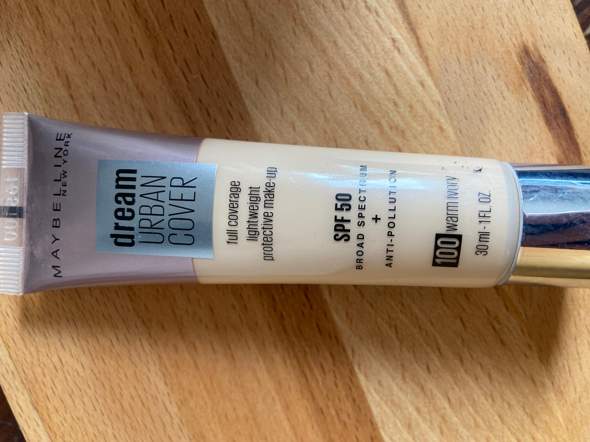 MAYBELLINE
NEW YORK
dream
URBAN
COVER
full coverage
lightweight
protective make-up
SPF 50
BROAD SPECTRUM
+
ANTI-POLLUTION
100 warm ivory
30 ml - 1 FL. OZ.